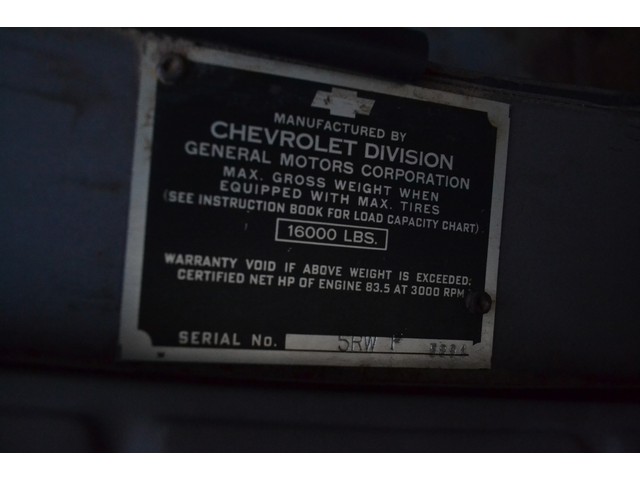 MANUFACTURED BY
CHEVROLET DIVISION
GENERAL MOTORS CORPORATION
MAX. GROSS WEIGHT WHEN
EQUIPPED WITH MAX. TIRES
(SEE INSTRUCTION BOOK FOR LOAD CAPACITY CHART)
16000 LBS.
WARRANTY VOID IF ABOVE WEIGHT IS EXCEEDED:
CERTIFIED NET HP OF ENGINE 83.5 AT 3000 RPM
SERIAL No. 5RW